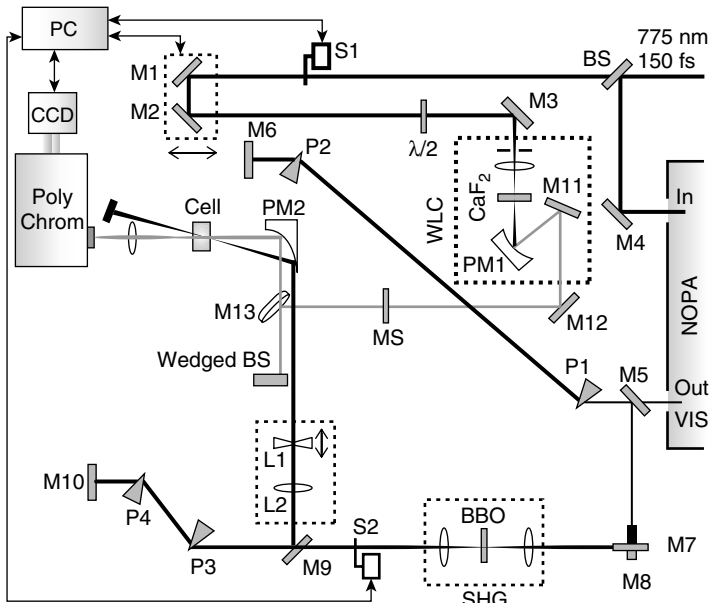 PC
S1
775 nm
150 fs
BS
M1
M2
M3
CCD
M6
P2
λ/2
Poly
Chrom
Cell
PM2
WLC
CaF2
M11
PM1
In
M4
NOPA
M13
MS
M12
Wedged BS
P1
M5
Out
VIS
L1
L2
M10
P4
P3
S2
BBO
M9
M7
M8
SHG